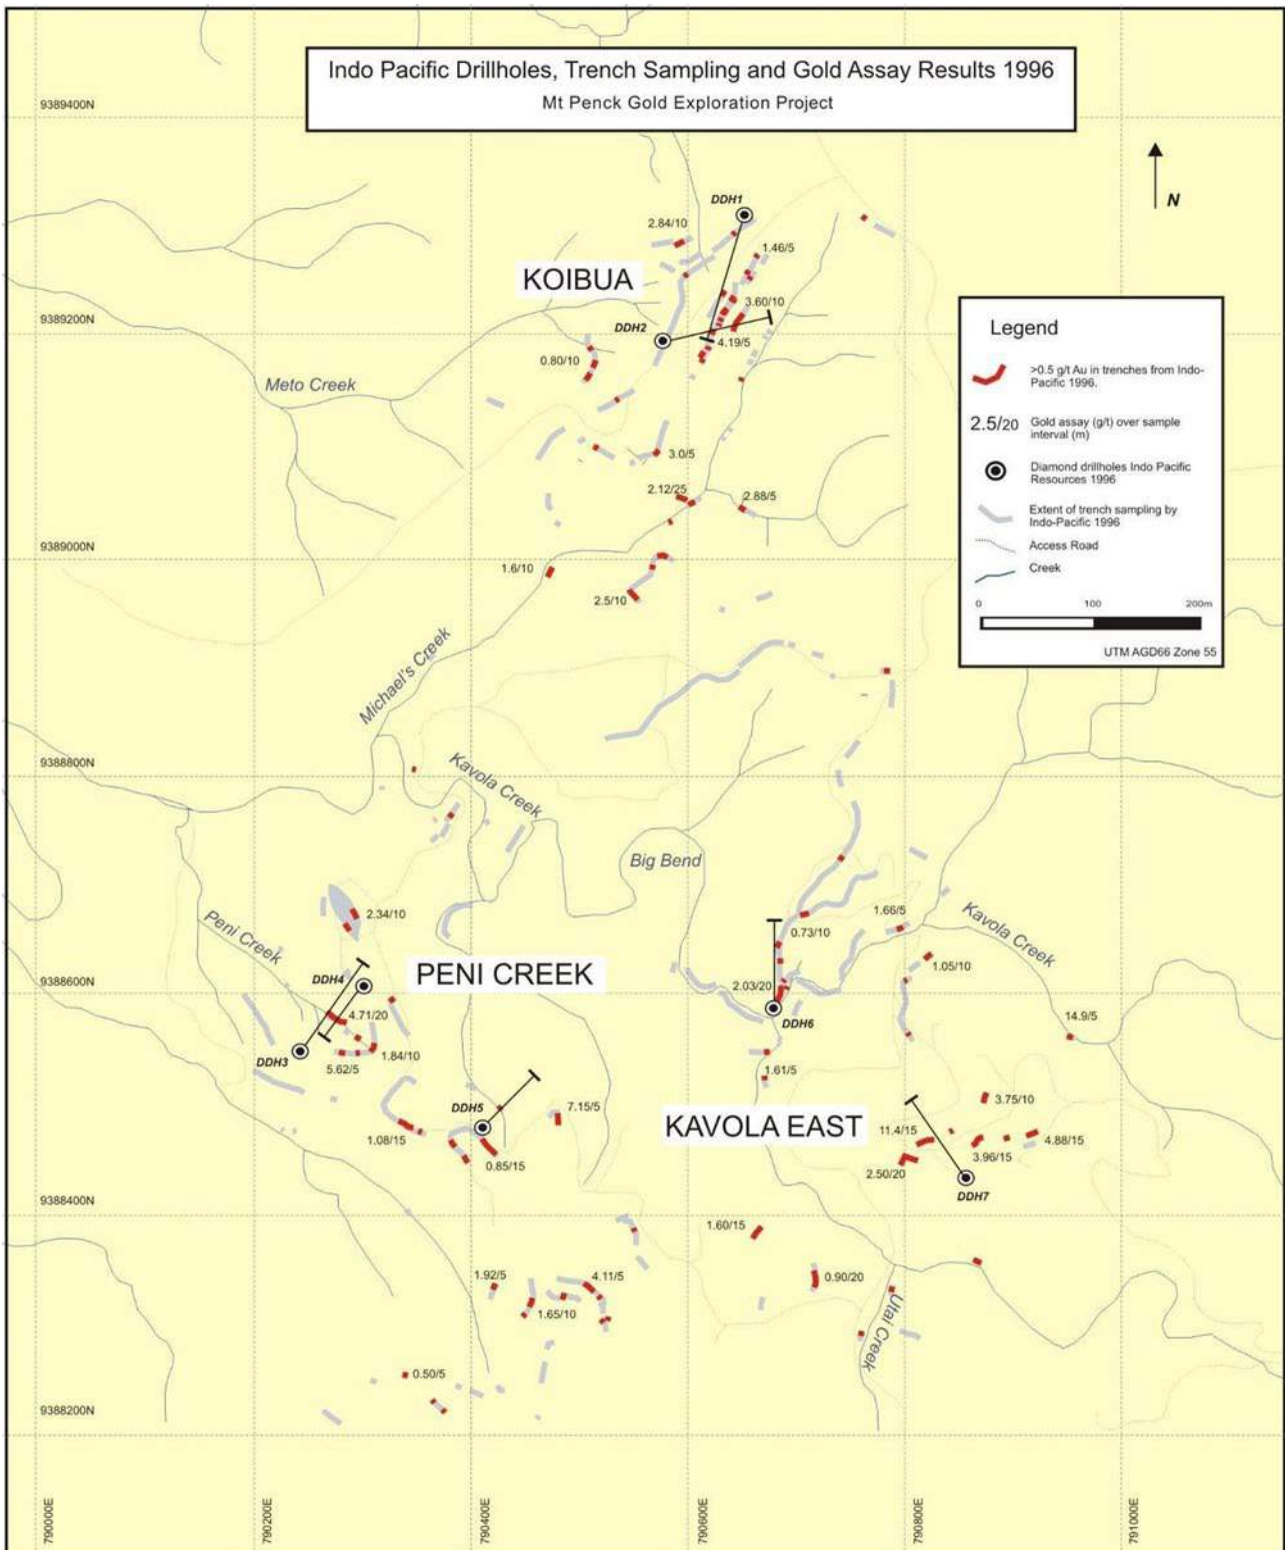 Indo Pacific Drillholes, Trench Sampling and Gold Assay Results 1996
Mt Penck Gold Exploration Project
9389400N
N
DDH1
2.84/10
1.46/5
KOIBUA
3.60/10
9389200N
DDH2
4.19/5
0.80/10
Meto Creek
3.0/5
2.12/25
2.88/5
9389000N
1.6/10
2.5/10
Legend
>0.5 g/t Au in trenches from Indo-
Pacific 1996.
2.5/20
Gold assay (g/t) over sample
interval (m)
Diamond drillholes Indo Pacific
Resources 1996
Extent of trench sampling by
Indo-Pacific 1996
Access Road
Creek
0 100 200m
UTM AGD66 Zone 55
Michael's Creek
9388800N
Kavola Creek
Big Bend
2.34/10
Peni Creek
0.73/10
1.66/5
Kavola Creek
PENI CREEK
DDH4
1.05/10
9388600N
2.03/20
4.71/20
DDH6
14.9/5
DDH3
1.84/10
5.62/5
1.61/5
DDH5
7.15/5
3.75/10
KAVOLA EAST
1.08/15
11.4/15
4.88/15
0.85/15
3.96/15
2.50/20
DDH7
9388400N
1.60/15
1.92/5
4.11/5
0.90/20
1.65/10
Utai Creek
0.50/5
9388200N
790000E
790200E
790400E
790600E
790800E
791000E